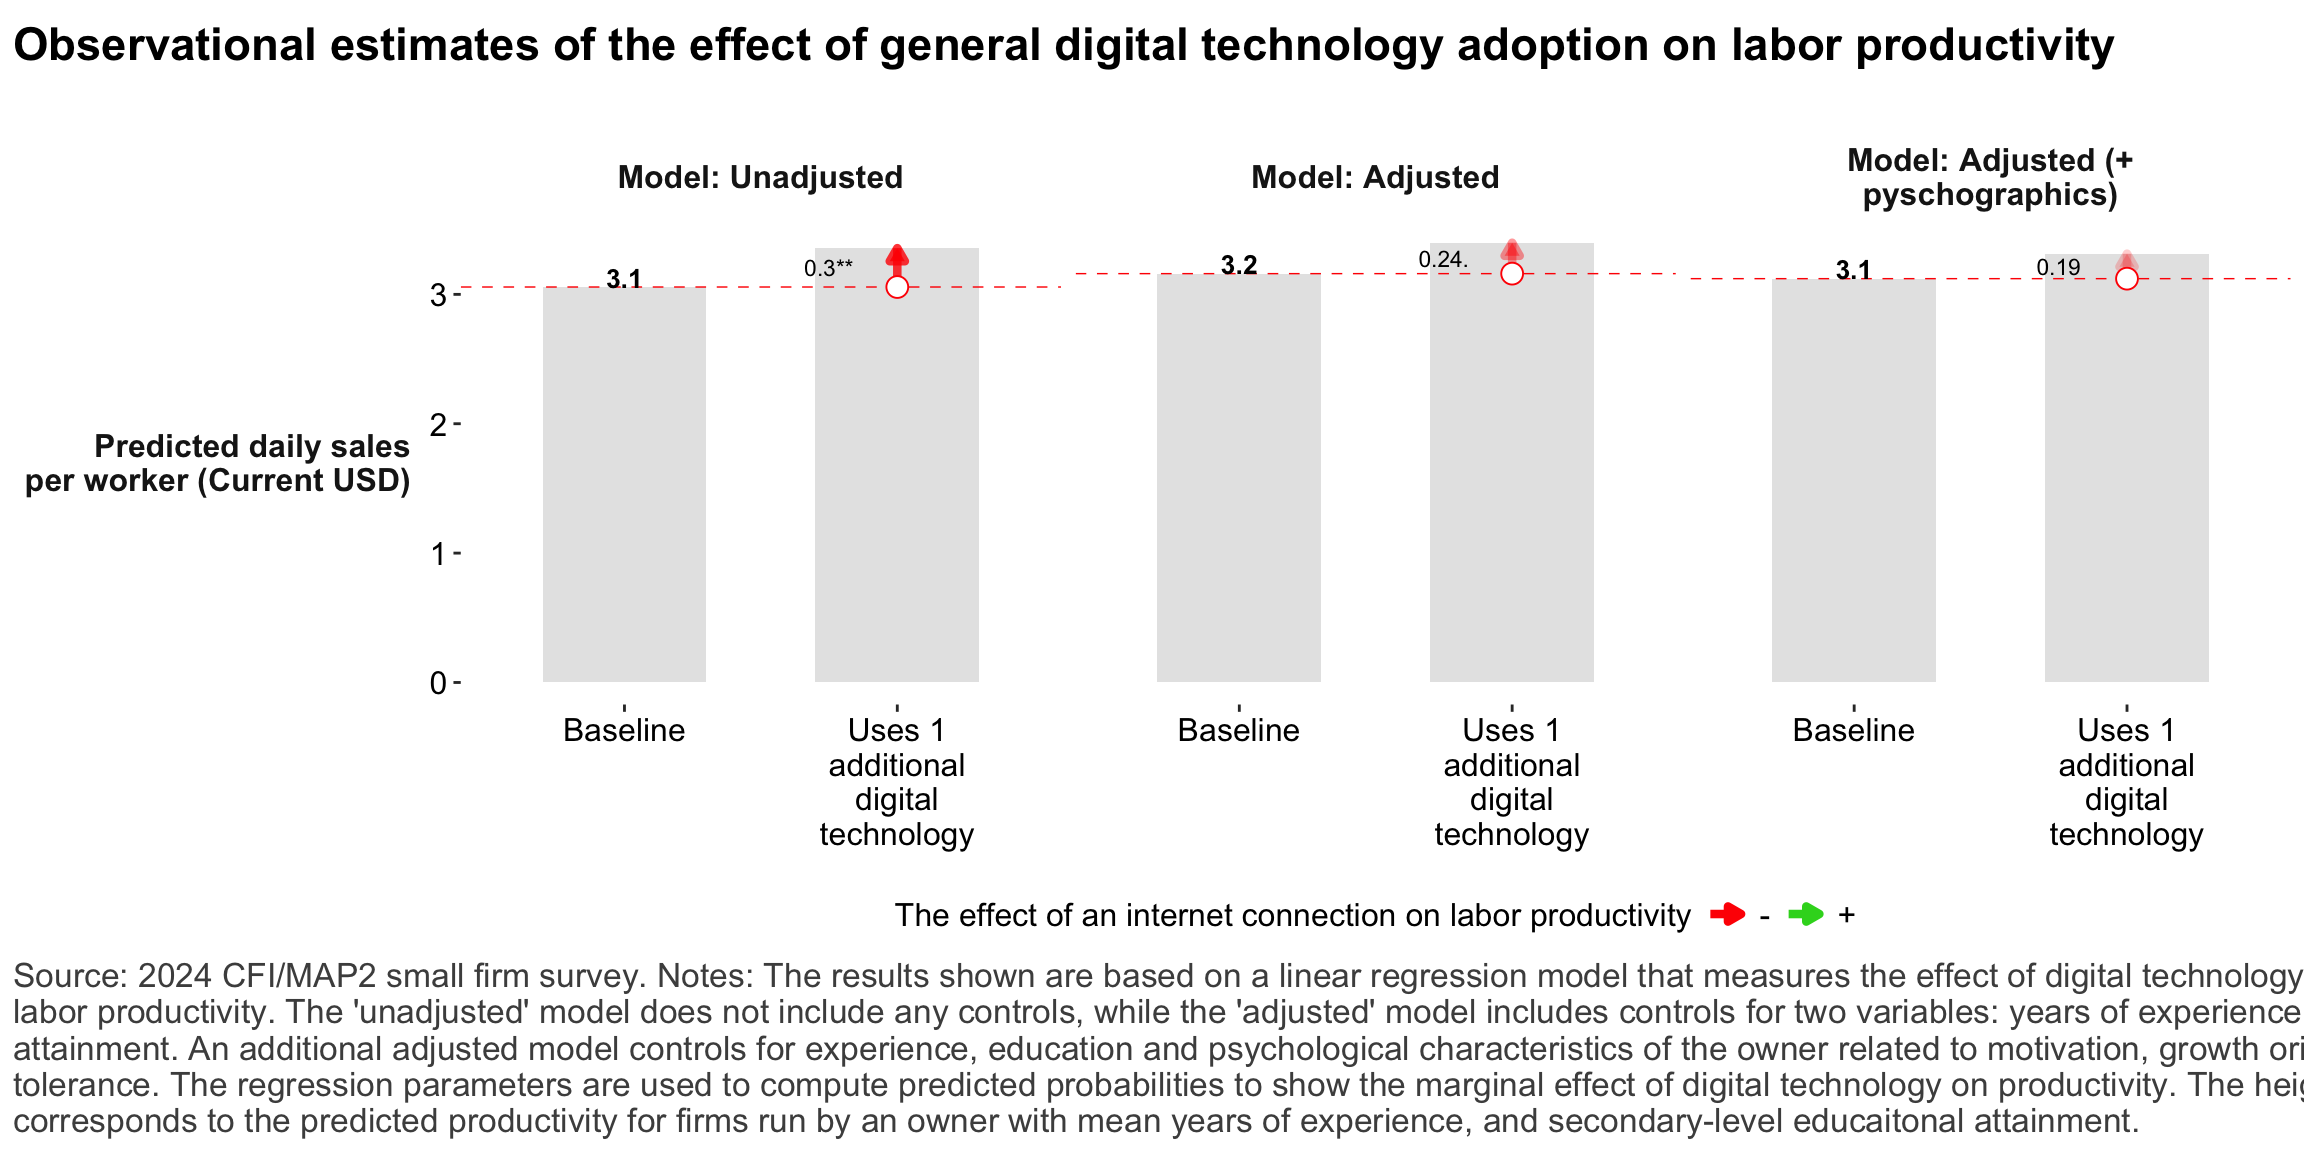 Observational estimates of the effect of general digital technology adoption on labor productivity
Model: Unadjusted
Model: Adjusted
Model: Adjusted (+
pyschographics)
3.1
0.3**
3.2
0.24.
3.1
0.19
3
2
1
0
Predicted daily sales
per worker (Current USD)
Baseline
Uses 1
additional
digital
technology
Baseline
Uses 1
additional
digital
technology
Baseline
Uses 1
additional
digital
technology
The effect of an internet connection on labor productivity - +
Source: 2024 CFI/MAP2 small firm survey. Notes: The results shown are based on a linear regression model that measures the effect of digital technology
labor productivity. The 'unadjusted' model does not include any controls, while the 'adjusted' model includes controls for two variables: years of experience
attainment. An additional adjusted model controls for experience, education and psychological characteristics of the owner related to motivation, growth ori
tolerance. The regression parameters are used to compute predicted probabilities to show the marginal effect of digital technology on productivity. The heig
corresponds to the predicted productivity for firms run by an owner with mean years of experience, and secondary-level educaitonal attainment.